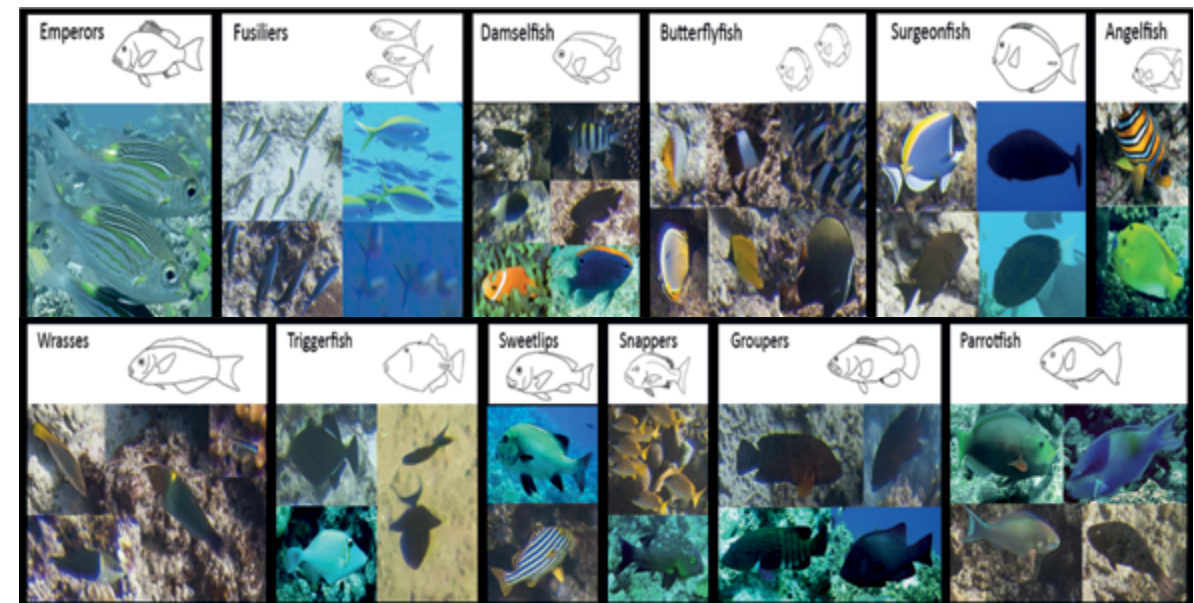 Emperors
Fusiliers
Damselfish
Butterflyfish
Surgeonfish
Angelfish
Wrasses
Triggerfish
Sweetlips
Snappers
Groupers
Parrotfish